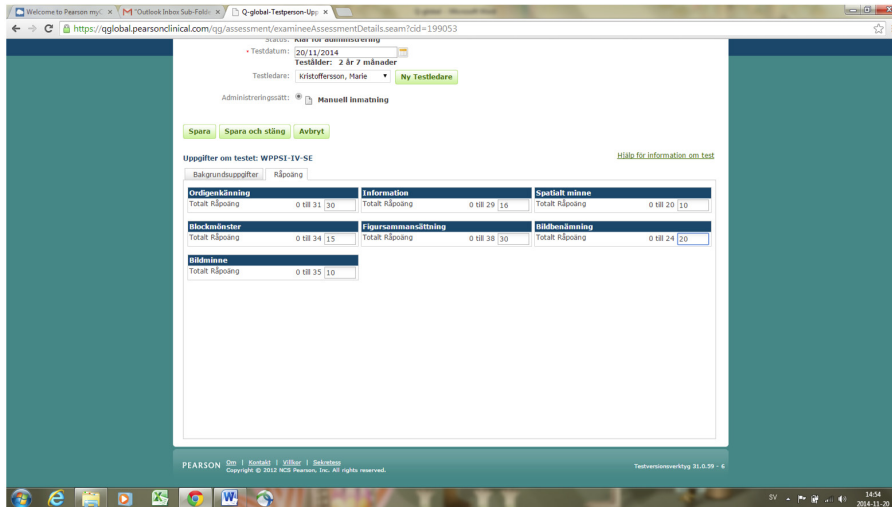 Welcome to Pearson my
"Outlook Inbox Sub-Fold
Q-global-Testperson-Upp
https://qglobal.pearsonclinical.com/qg/assessment/examineeAssessmentDetails.seam?cid=199053
Status: Klar för administrering
• Testdatum: 20/11/2014
Testålder: 2 år 7 månader
Testledare: Kristoffersson, Marie Ny Testledare
Administreringssätt: Manuell inmatning
Spara Spara och stäng Avbryt
Uppgifter om testet: WPPSI-IV-SE Hjälp för information om test
Bakgrundsuppgifter Råpoäng
Ordigenkänning Information Spatialt minne
Totalt Råpoäng 0 till 31 30 Totalt Råpoäng 0 till 29 16 Totalt Råpoäng 0 till 20 10
Blockmönster Figursammansättning Bildbenämning
Totalt Råpoäng 0 till 34 15 Totalt Råpoäng 0 till 38 30 Totalt Råpoäng 0 till 24 20
Bildminne
Totalt Råpoäng 0 till 35 10
PEARSON Om | Kontakt | Villkor | Sekretess
Copyright © 2012 NCS Pearson, Inc. All rights reserved.
Testversionsverktyg 31.0.39 - 6
SV 14:54
2014-11-20